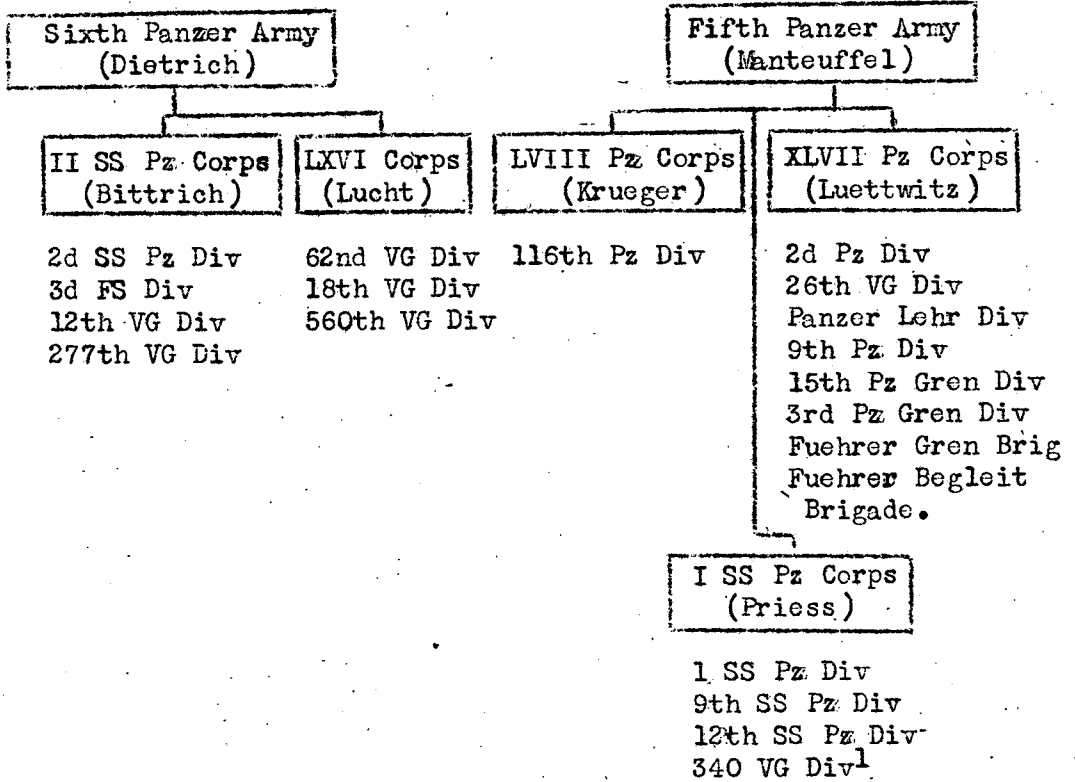 Sixth Panzer Army
(Dietrich)
Fifth Panzer Army
(Manteuffel)
II SS Pz Corps
(Bittrich)
LXVI Corps
(Lucht)
LVIII Pz Corps
(Krueger)
XLVII Pz Corps
(Luettwitz)
2d SS Pz Div
3d FS Div
12th VG Div
277th VG Div
62nd VG Div
18th VG Div
560th VG Div
116th Pz Div
2d Pz Div
26th VG Div
Panzer Lehr Div
9th Pz Div
15th Pz Gren Div
3rd Pz Gren Div
Fuehrer Gren Brig
Fuehrer Begleit
Brigade.
I SS Pz Corps
(Priess)
1 SS Pz Div
9th SS Pz Div
12th SS Pz Div
340 VG Div1